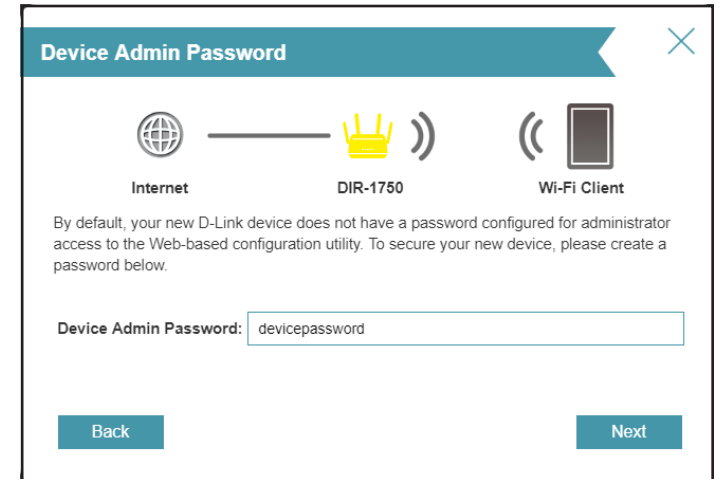 Device Admin Password
Internet DIR-1750 Wi-Fi Client
By default, your new D-Link device does not have a password configured for administrator
access to the Web-based configuration utility. To secure your new device, please create a
password below.
Device Admin Password: devicepassword
Back Next